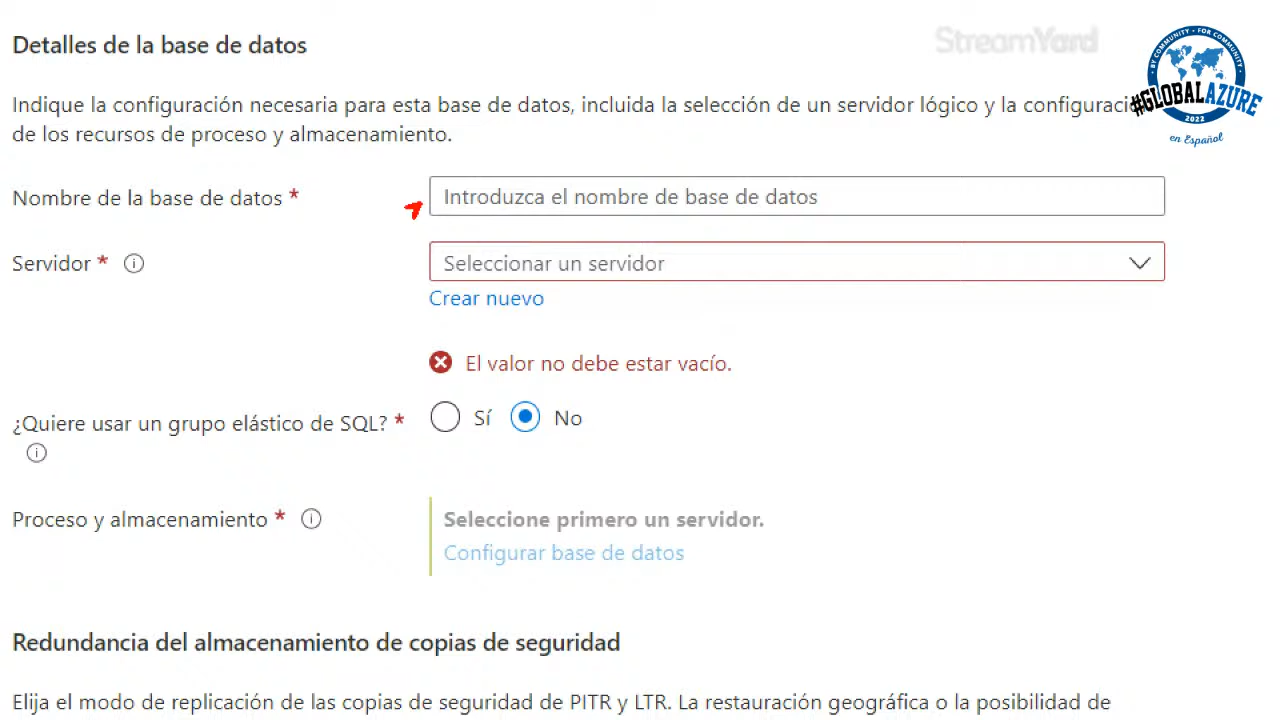 Detalles de la base de datos
StreamYard
BY COMMUNITY • FOR COMMUNITY
#GLOBALAZURE
2022
en Español
Indique la configuración necesaria para esta base de datos, incluida la selección de un servidor lógico y la configuraci
de los recursos de proceso y almacenamiento.
Nombre de la base de datos *
Introduzca el nombre de base de datos
Servidor *
Seleccionar un servidor
Crear nuevo
El valor no debe estar vacío.
¿Quiere usar un grupo elástico de SQL? *
Sí
No
Proceso y almacenamiento *
Seleccione primero un servidor.
Configurar base de datos
Redundancia del almacenamiento de copias de seguridad
Elija el modo de replicación de las copias de seguridad de PITR y LTR. La restauración geográfica o la posibilidad de